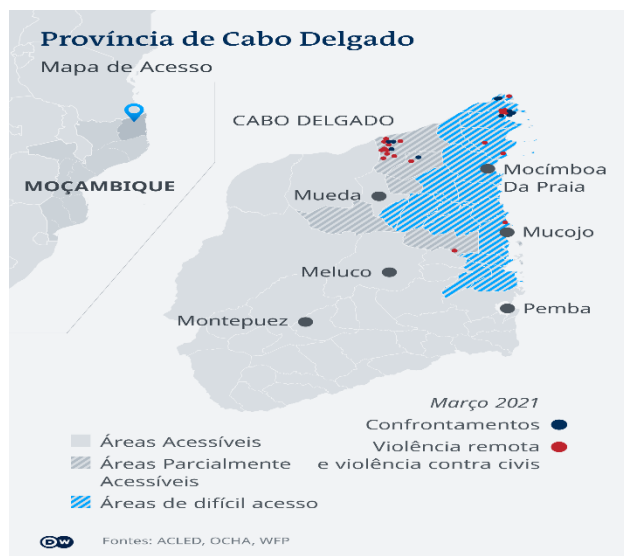 Província de Cabo Delgado
Mapa de Acesso
CABO DELGADO
MOÇAMBIQUE
Mocímboa
Da Praia
Mueda
Mucojo
Meluco
Pemba
Montepuez
Março 2021
Confrontamentos
Violência remota
e violência contra civis
Áreas Acessíveis
Áreas Parcialmente
Acessíveis
Áreas de difícil acesso
DW
Fontes: ACLED, OCHA, WFP